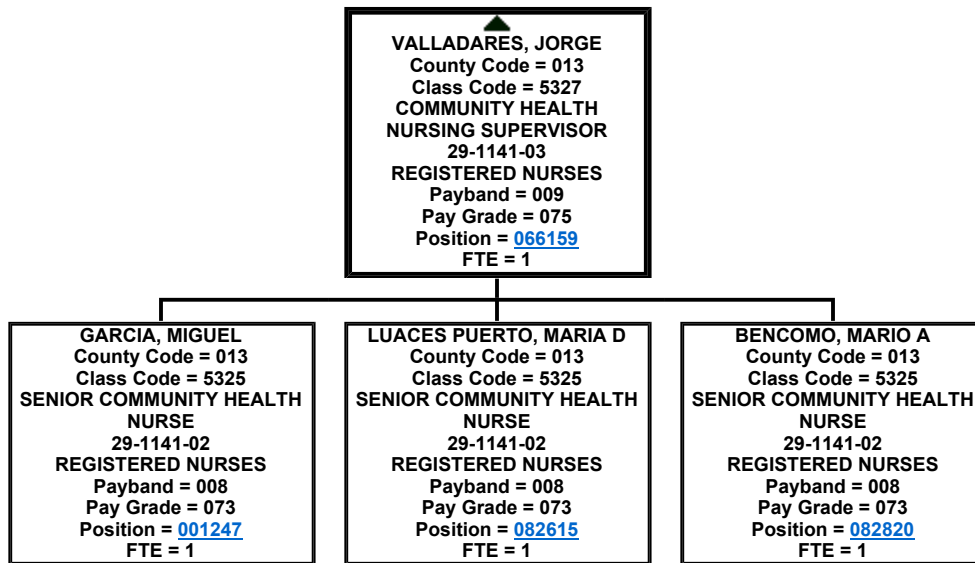 VALLADARES, JORGE
County Code = 013
Class Code = 5327
COMMUNITY HEALTH
NURSING SUPERVISOR
29-1141-03
REGISTERED NURSES
Payband = 009
Pay Grade = 075
Position = 066159
FTE = 1
GARCIA, MIGUEL
County Code = 013
Class Code = 5325
SENIOR COMMUNITY HEALTH
NURSE
29-1141-02
REGISTERED NURSES
Payband = 008
Pay Grade = 073
Position = 001247
FTE = 1
LUACES PUERTO, MARIA D
County Code = 013
Class Code = 5325
SENIOR COMMUNITY HEALTH
NURSE
29-1141-02
REGISTERED NURSES
Payband = 008
Pay Grade = 073
Position = 082615
FTE = 1
BENCOMO, MARIO A
County Code = 013
Class Code = 5325
SENIOR COMMUNITY HEALTH
NURSE
29-1141-02
REGISTERED NURSES
Payband = 008
Pay Grade = 073
Position = 082820
FTE = 1